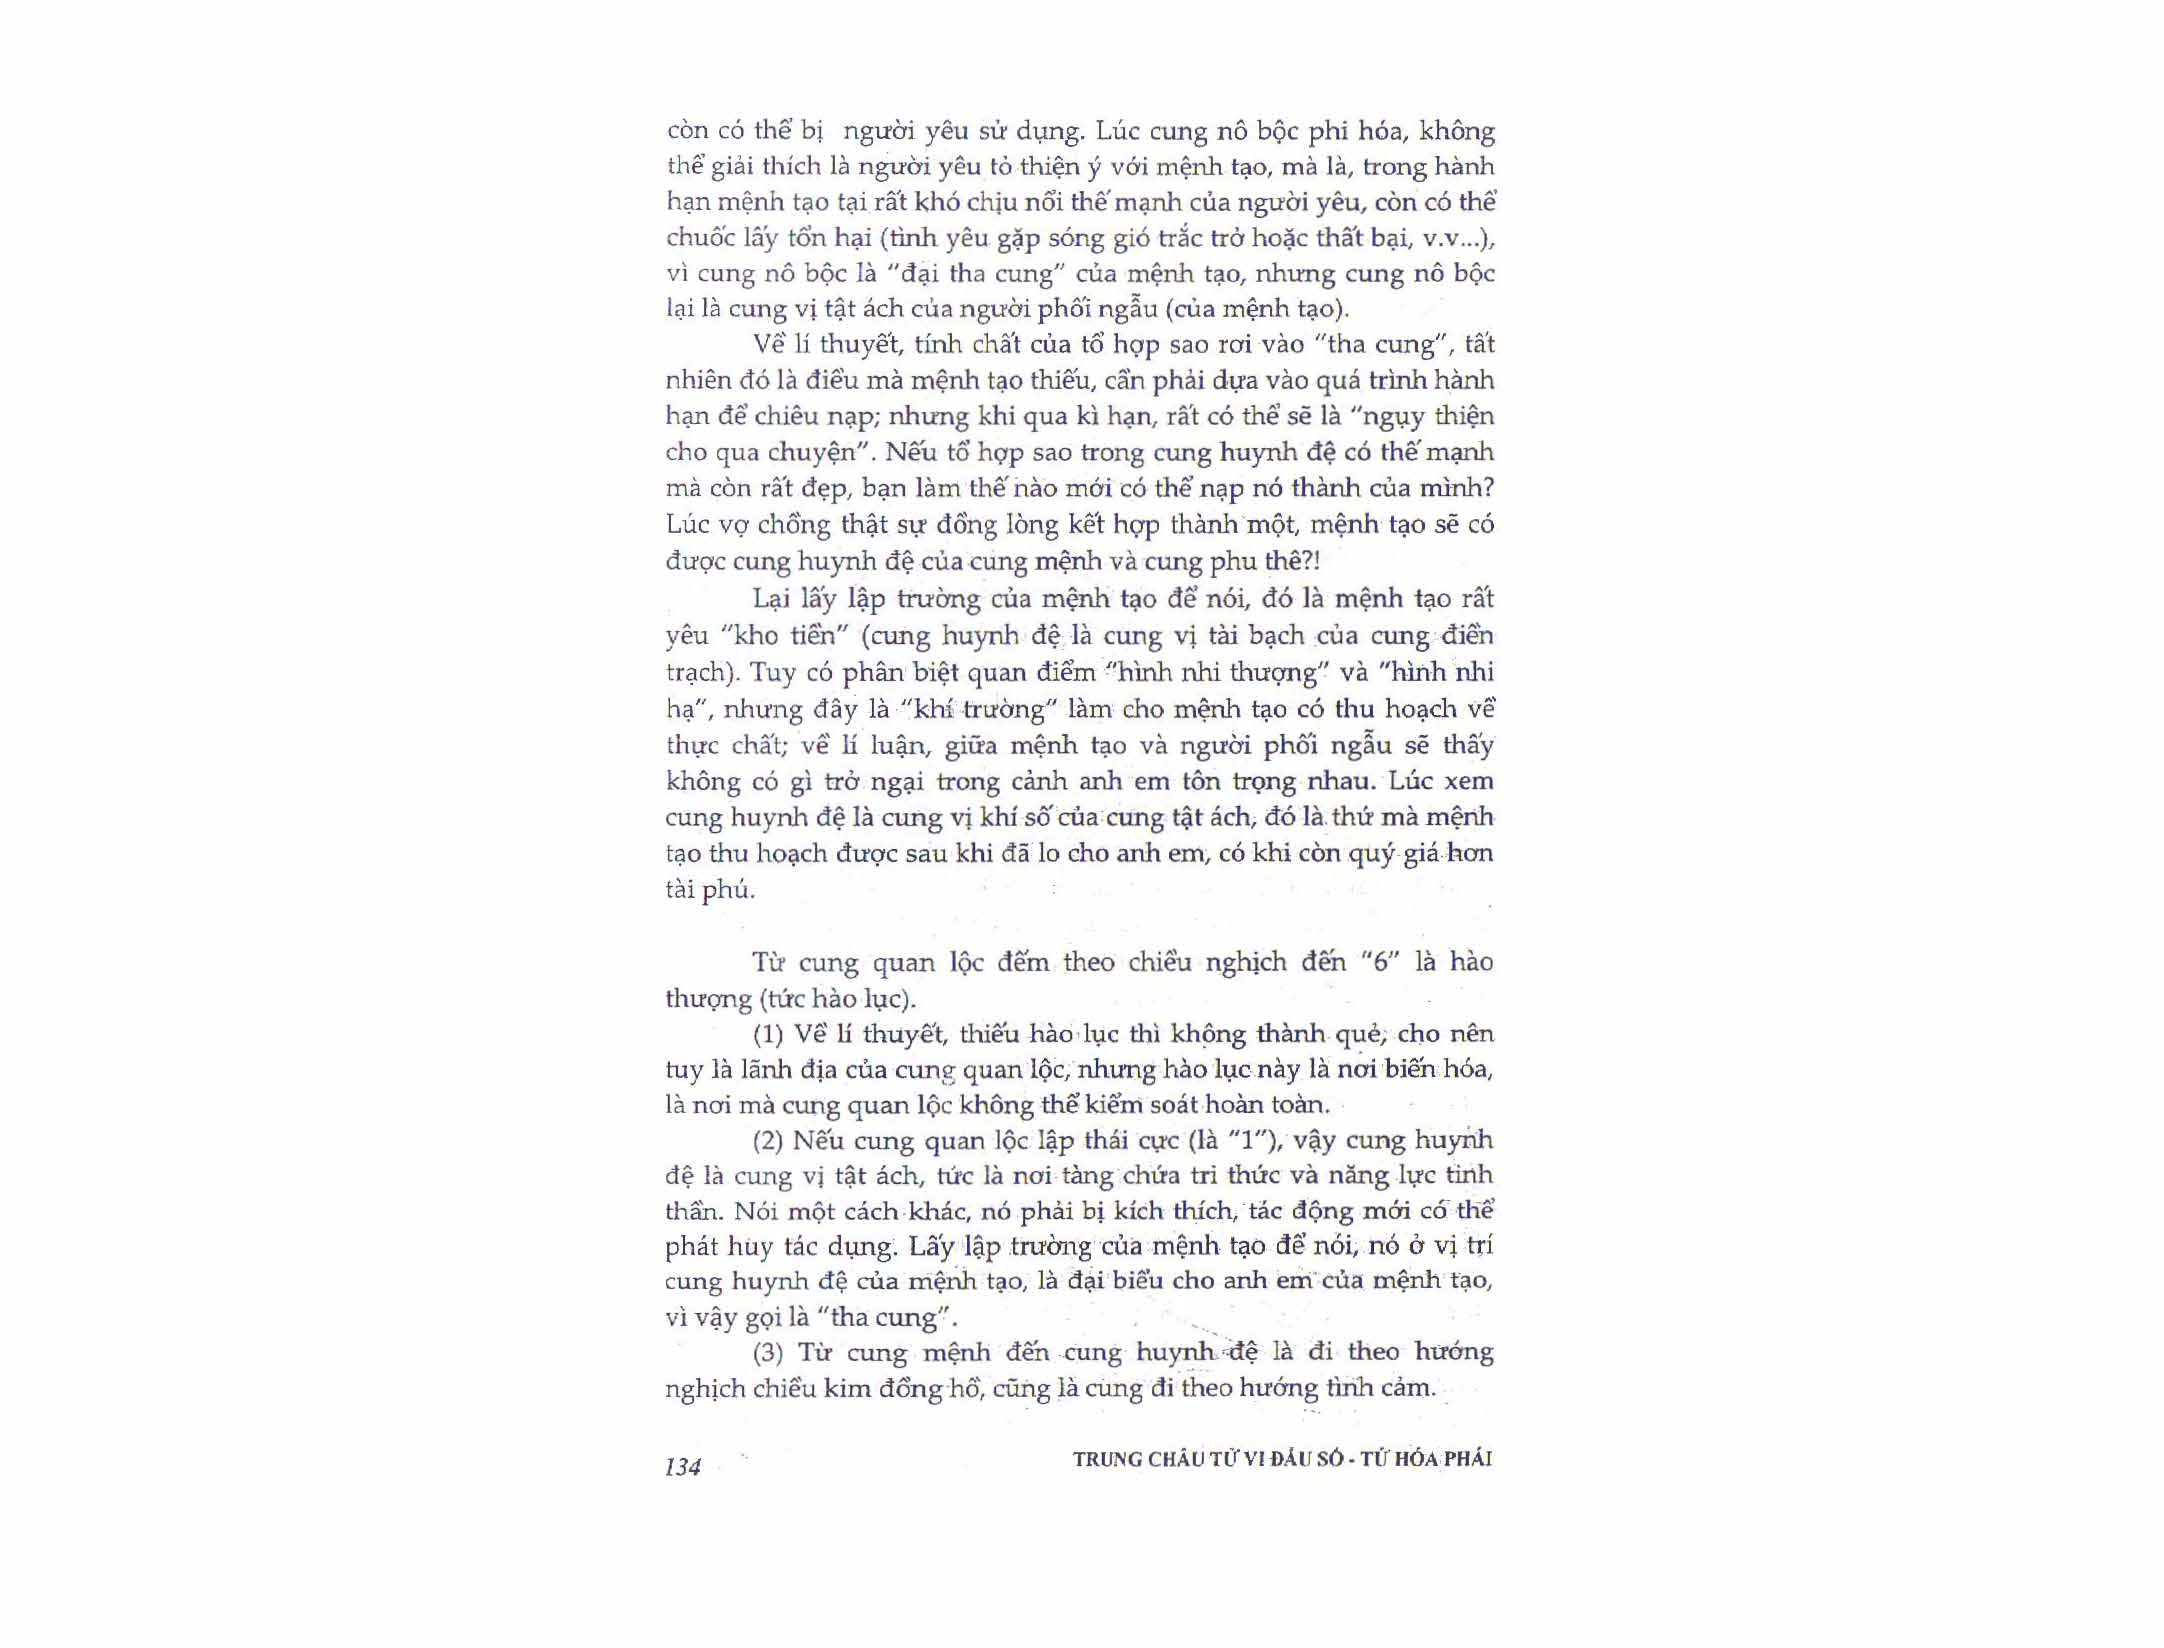 còn có thể bị người yêu sử dụng. Lúc cung nô bộc phi hóa, không
thể giải thích là người yêu tỏ thiện ý với mệnh tạo, mà là, trong hành
hạn mệnh tạo tại rất khó chịu nổi thế mạnh của người yêu, còn có thể
chuốc lấy tổn hại (tình yêu gặp sóng gió trắc trở hoặc thất bại, v.v...),
vì cung nô bộc là "đại tha cung" của mệnh tạo, nhưng cung nô bộc
lại là cung vị tật ách của người phối ngẫu (của mệnh tạo).
Về lí thuyết, tính chất của tổ hợp sao rơi vào "tha cung", tất
nhiên đó là điều mà mệnh tạo thiếu, cần phải dựa vào quá trình hành
hạn để chiêu nạp; nhưng khi qua kì hạn, rất có thể sẽ là "ngụy thiện
cho qua chuyện". Nếu tổ hợp sao trong cung huynh đệ có thế mạnh
mà còn rất đẹp, bạn làm thế nào mới có thể nạp nó thành của mình?
Lúc vợ chồng thật sự đồng lòng kết hợp thành một, mệnh tạo sẽ có
được cung huynh đệ của cung mệnh và cung phu thê?!
Lại lấy lập trường của mệnh tạo để nói, đó là mệnh tạo rất
yêu "kho tiền" (cung huynh đệ là cung vị tài bạch của cung điền
trạch). Tuy có phân biệt quan điểm "hình nhi thượng" và "hình nhi
hạ", nhưng đây là "khí trường" làm cho mệnh tạo có thu hoạch về
thực chất; về lí luận, giữa mệnh tạo và người phối ngẫu sẽ thấy
không có gì trở ngại trong cảnh anh em tôn trọng nhau. Lúc xem
cung huynh đệ là cung vị khí số của cung tật ách, đó là thứ mà mệnh
tạo thu hoạch được sau khi đã lo cho anh em, có khi còn quý giá hơn
tài phú.
Từ cung quan lộc đếm theo chiều nghịch đến "6" là hào
thượng (tức hào lục).
(1) Về lí thuyết, thiếu hào lục thì không thành quẻ, cho nên
tuy là lãnh địa của cung quan lộc, nhưng hào lục này là nơi biến hóa,
là nơi mà cung quan lộc không thể kiểm soát hoàn toàn.
(2) Nếu cung quan lộc lập thái cực (là "1"), vậy cung huynh
đệ là cung vị tật ách, tức là nơi tàng chứa tri thức và năng lực tinh
thần. Nói một cách khác, nó phải bị kích thích, tác động mới có thể
phát huy tác dụng. Lấy lập trường của mệnh tạo để nói, nó ở vị trí
cung huynh đệ của mệnh tạo, là đại biểu cho anh em của mệnh tạo,
vì vậy gọi là "tha cung".
(3) Từ cung mệnh đến cung huynh đệ là đi theo hướng
nghịch chiều kim đồng hồ, cũng là cung đi theo hướng tình cảm.
134 TRUNG CHÂU TỬ VI ĐẨU SỐ - TỨ HÓA PHÁI